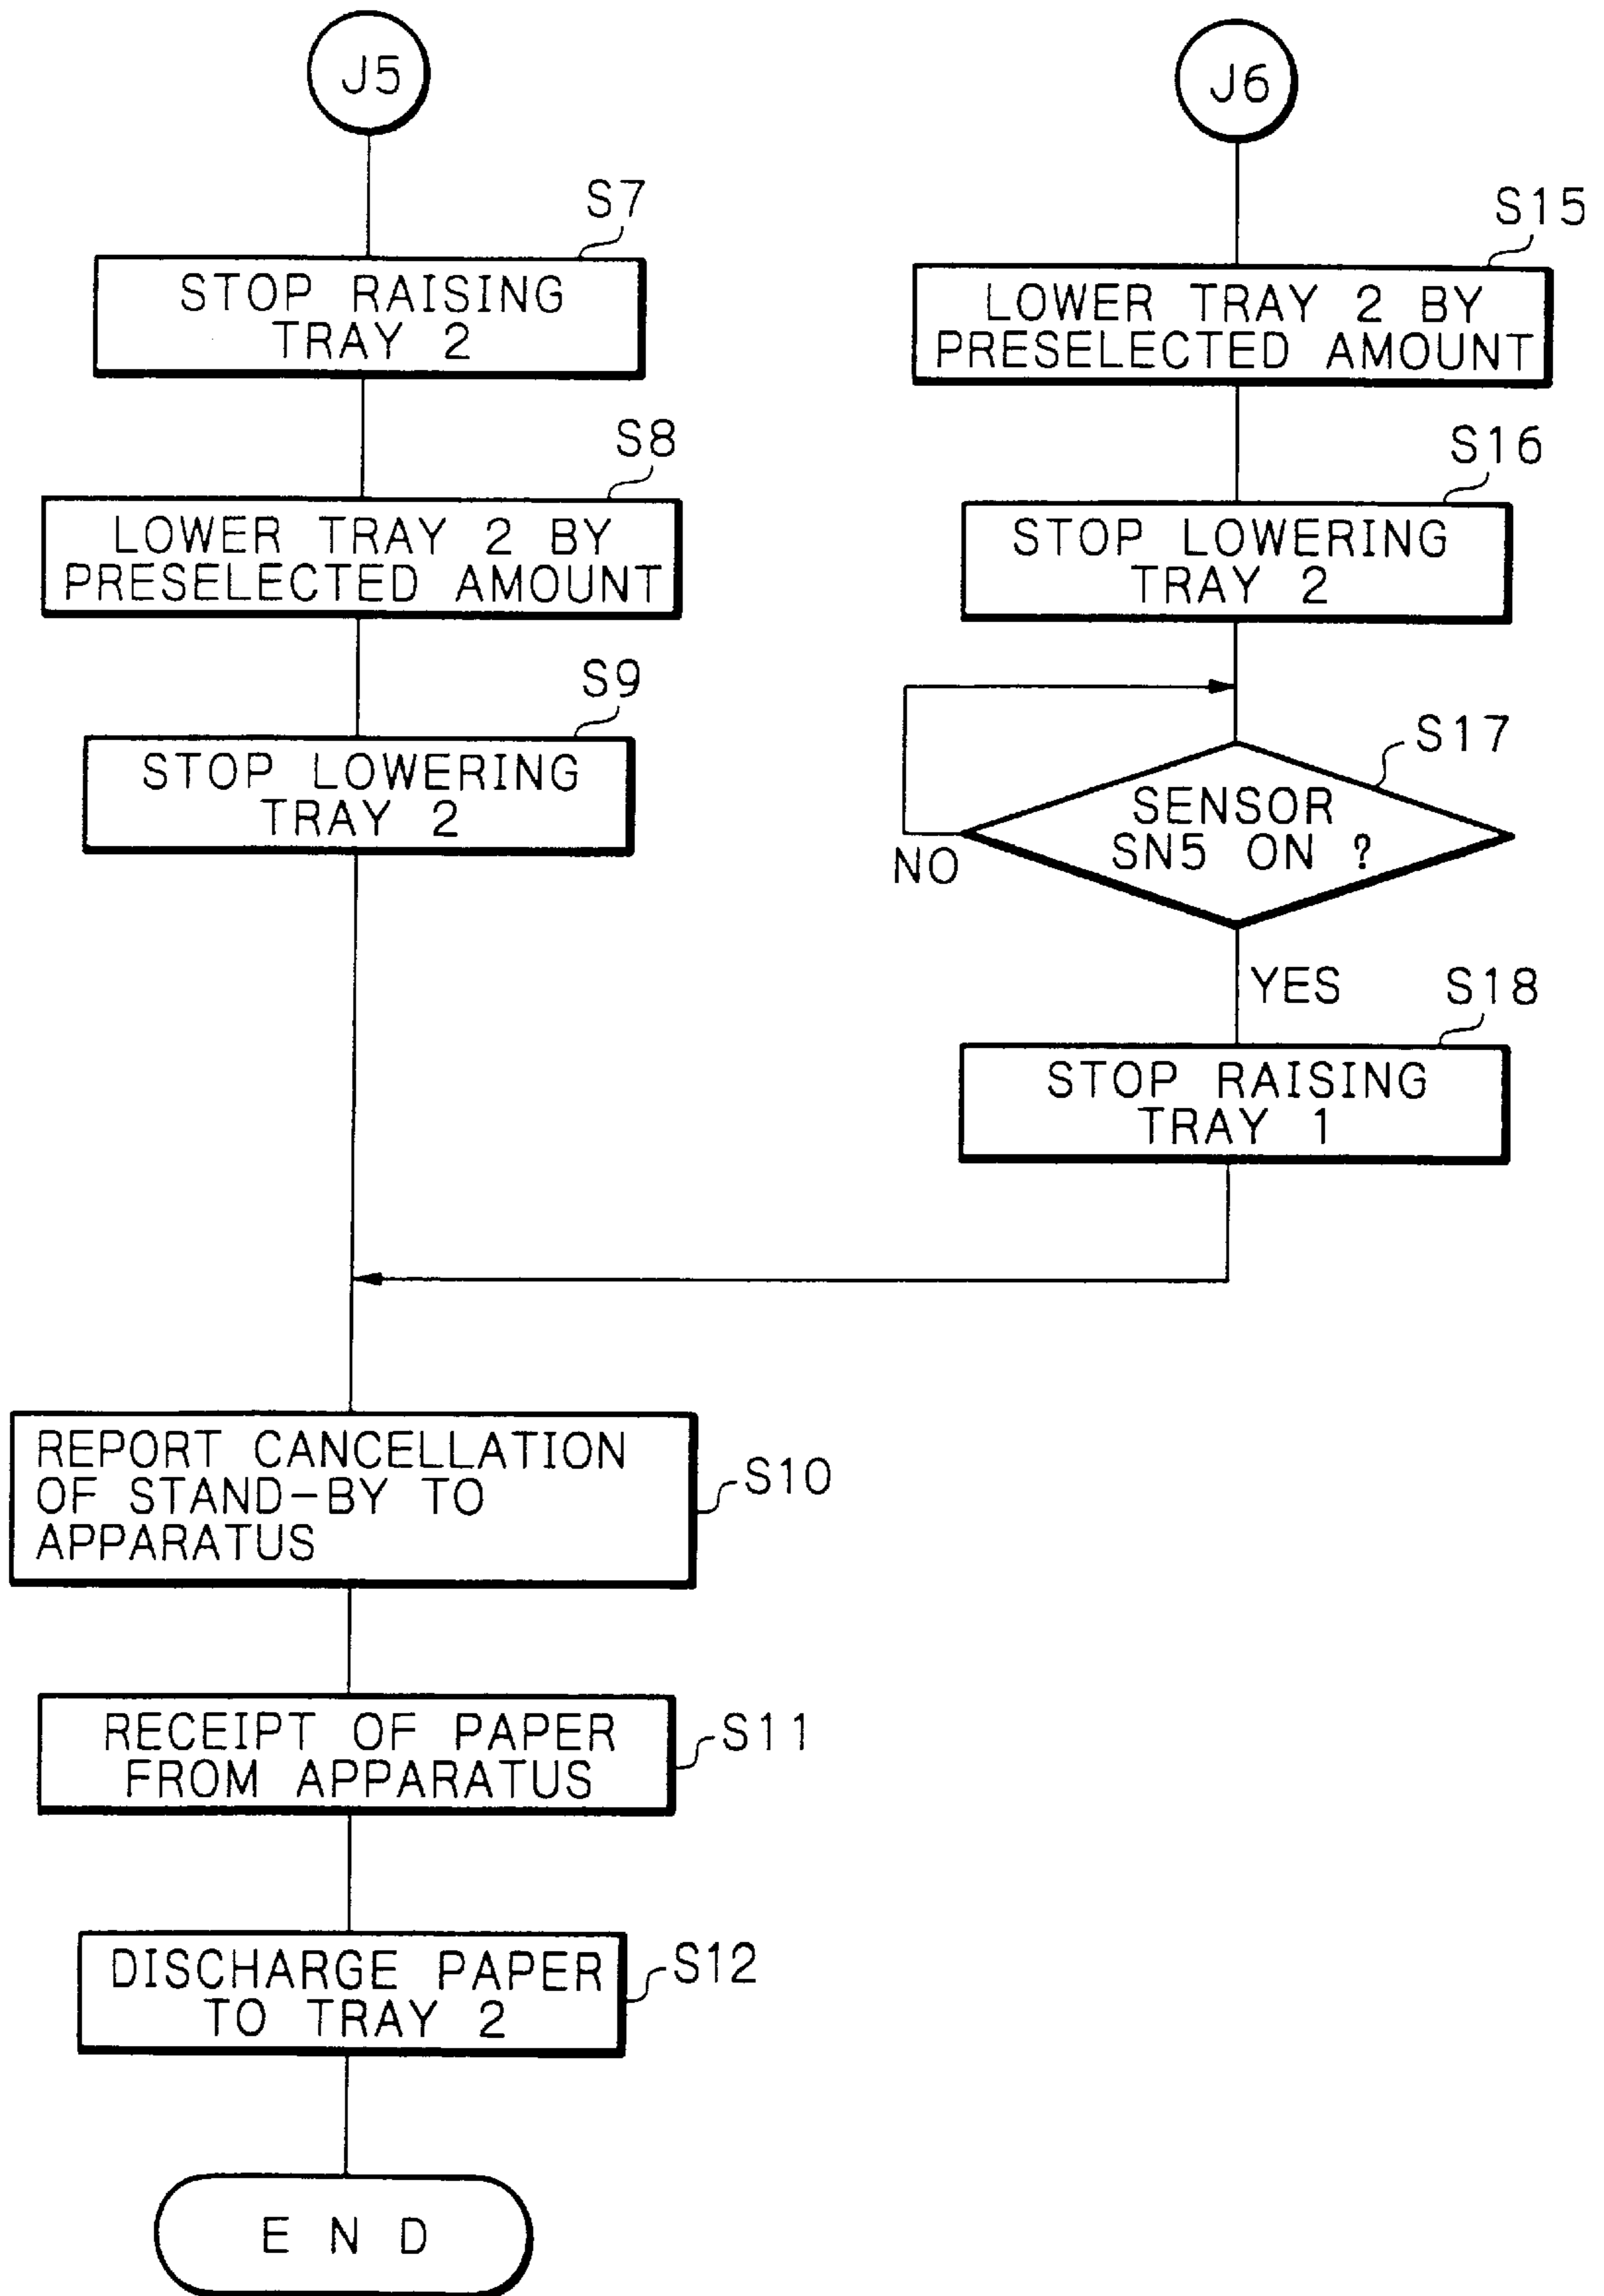 J5
S7
STOP RAISING
TRAY 2
S8
LOWER TRAY 2 BY
PRESELECTED AMOUNT
S9
STOP LOWERING
TRAY 2
J6
S15
LOWER TRAY 2 BY
PRESELECTED AMOUNT
S16
STOP LOWERING
TRAY 2
S17
SENSOR
SN5 ON ?
NO
YES
S18
STOP RAISING
TRAY 1
REPORT CANCELLATION
OF STAND-BY TO
APPARATUS
S10
RECEIPT OF PAPER
FROM APPARATUS
S11
DISCHARGE PAPER
TO TRAY 2
S12
END